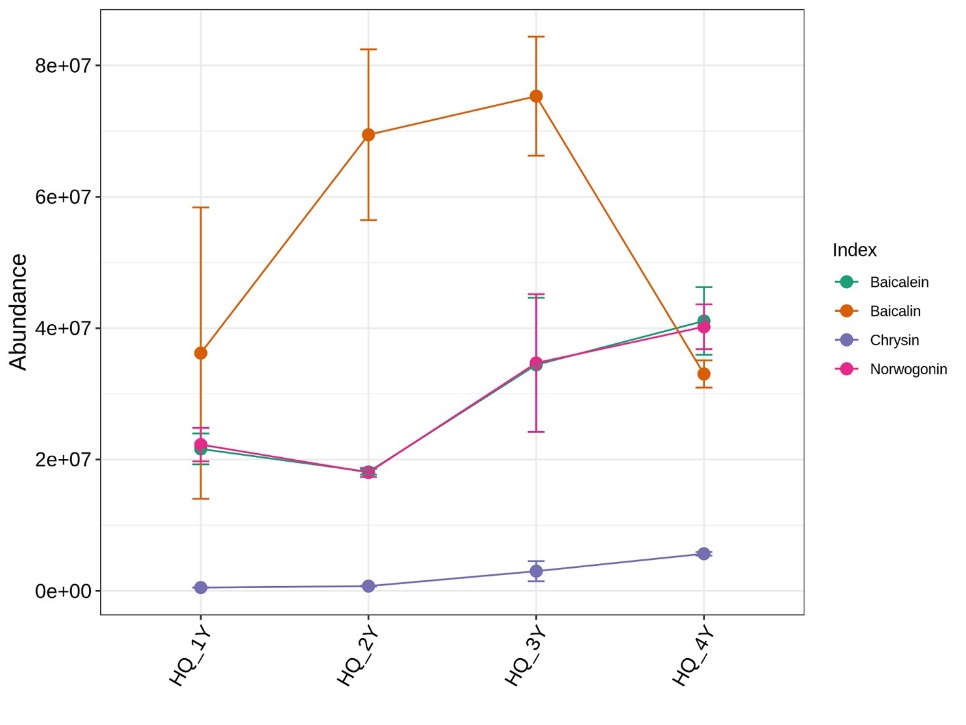 Abundance
8e+07
6e+07
4e+07
2e+07
0e+00
HQ_1Y
HQ_2Y
HQ_3Y
HQ_4Y
Index
Baicalein
Baicalin
Chrysin
Norwogonin